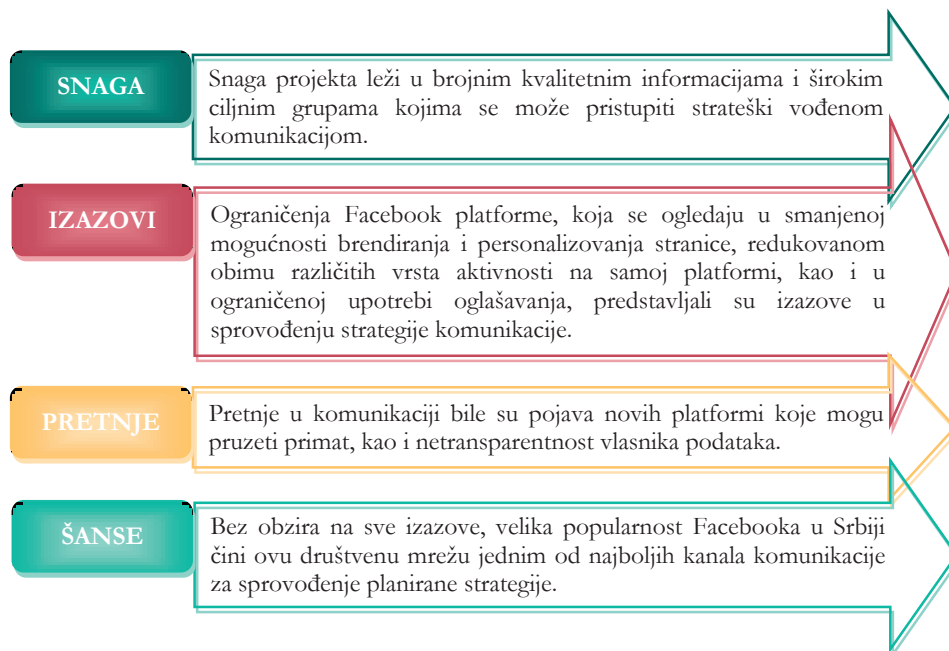 SNAGA
Snaga projekta leži u brojnim kvalitetnim informacijama i širokim
ciljnim grupama kojima se može pristupiti strateški vođenom
komunikacijom.
IZAZOVI
Ograničenja Facebook platforme, koja se ogledaju u smanjenoj
mogućnosti brendiranja i personalizovanja stranice, redukovanom
obimu različitih vrsta aktivnosti na samoj platformi, kao i u
ograničenoj upotrebi oglašavanja, predstavljali su izazove u
sprovođenju strategije komunikacije.
PRETNJE
Pretnje u komunikaciji bile su pojava novih platformi koje mogu
pruzeti primat, kao i netransparentnost vlasnika podataka.
ŠANSE
Bez obzira na sve izazove, velika popularnost Facebooka u Srbiji
čini ovu društvenu mrežu jednim od najboljih kanala komunikacije
za sprovođenje planirane strategije.